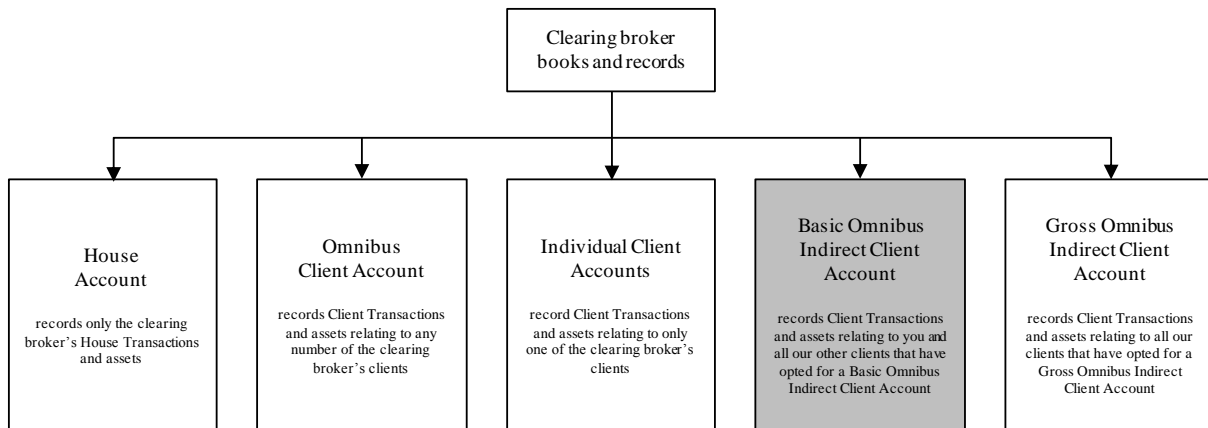 Clearing broker
books and records
House
Account
records only the clearing
broker's House Transactions
and assets
Omnibus
Client Account
records Client Transactions
and assets relating to any
number of the clearing
broker's clients
Individual Client
Accounts
record Client Transactions
and assets relating to only
one of the clearing broker's
clients
Basic Omnibus
Indirect Client
Account
records Client Transactions
and assets relating to you and
all our other clients that have
opted for a Basic Omnibus
Indirect Client Account
Gross Omnibus
Indirect Client
Account
records Client Transactions
and assets relating to all our
clients that have opted for a
Gross Omnibus Indirect
Client Account